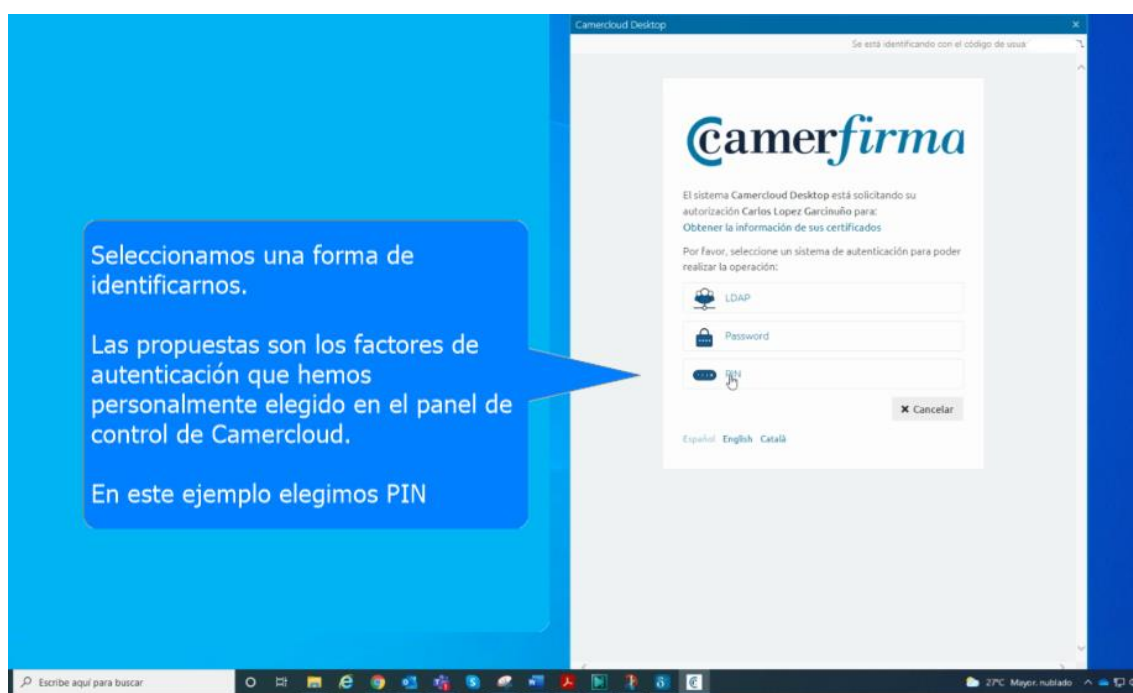 Camercloud Desktop
Se está identificando con el código de usua
Camerfirma
El sistema Camercloud Desktop está solicitando su
autorización Carlos Lopez Garcinuño para:
Obtener la información de sus certificados
Por favor, seleccione un sistema de autenticación para poder
realizar la operación:
LDAP
Password
PIN
Cancelar
Español English Català
Seleccionamos una forma de
identificarnos.
Las propuestas son los factores de
autenticación que hemos
personalmente elegido en el panel de
control de Camercloud.
En este ejemplo elegimos PIN
Escribe aquí para buscar
27°C Mayor. nublado